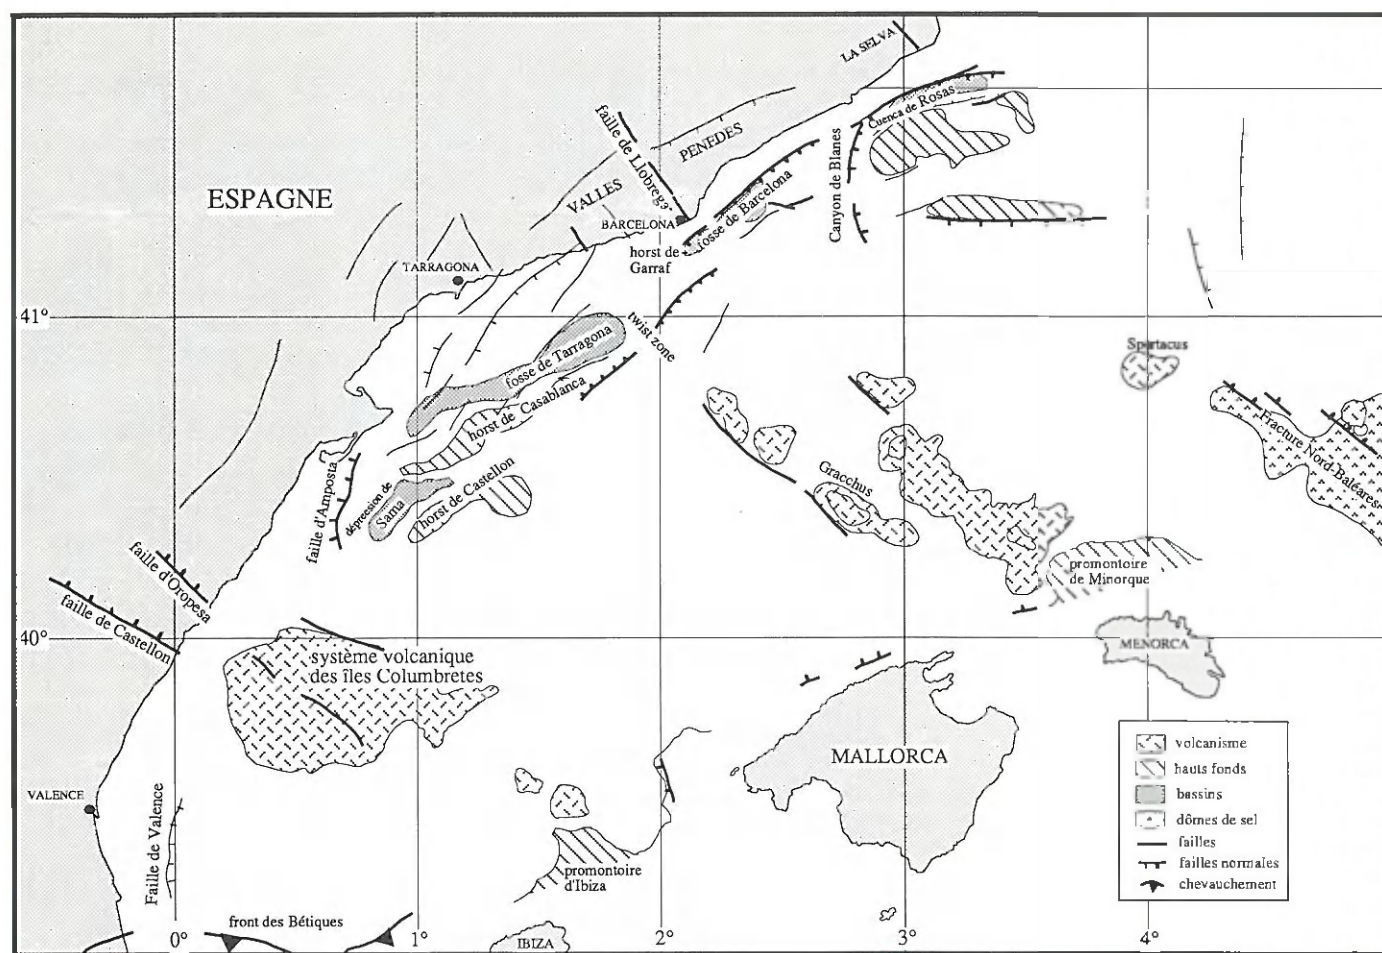 LA SELVA
Cuenca de Rosas
faille de Llobregat
PENEDES
Canyon de Blanes
ESPAGNE
VALLES
BARCELONA
fosse de Barcelona
horst de
Garraf
TARRAGONA
41°
twist zone
fosse de Tarragona
Spartacus
horst de Casablanca
Fracture Nord-Baléares
Gracchus
faille d'Amposta
dépression de
Sama
horst de Castellon
faille d'Oropesa
promontoire
de Minorque
faille de Castellon
40°
MENORCA
système volcanique
des îles Columbretes
MALLORCA
VALENCE
Faille de Valence
promontoire
d'Ibiza
volcanisme
hauts fonds
bassins
dômes de sel
failles
failles normales
chevauchement
front des Bétiques
IBIZA
0°
1°
2°
3°
4°